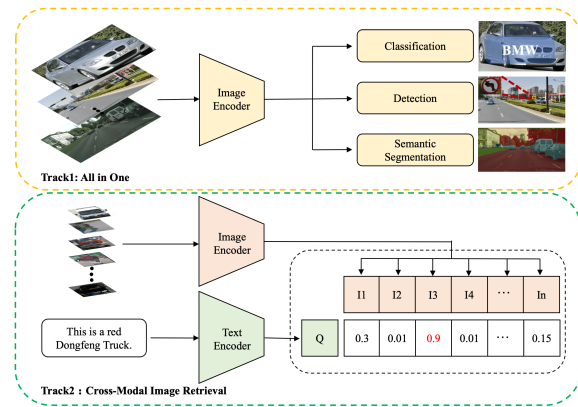 Image
Encoder
Classification
Detection
Semantic
Segmentation
BMW
Track1: All in One
Image
Encoder
I1 I2 I3 I4 ··· In
This is a red
Dongfeng Truck.
Text
Encoder
Q
0.3 0.01 0.9 0.01 ··· 0.15
Track2：Cross-Modal Image Retrieval